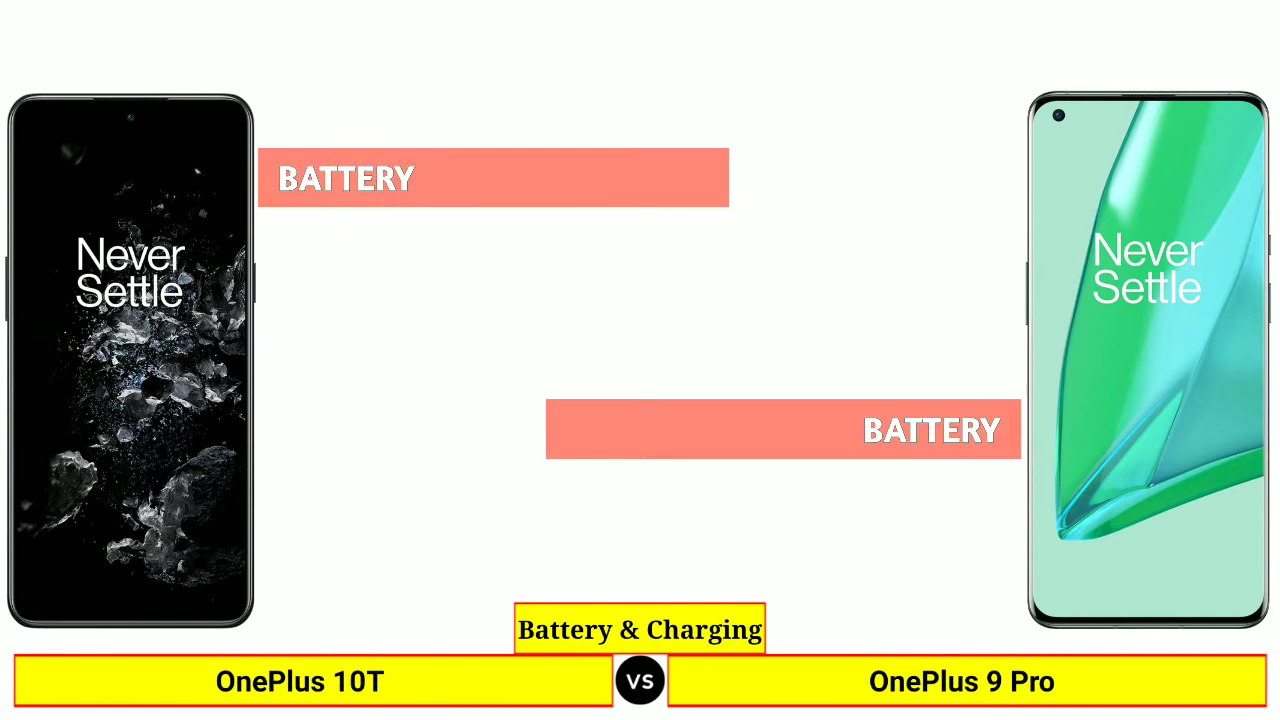 BATTERY
Never
Settle
Never
Settle
BATTERY
Battery & Charging
OnePlus 10T
VS
OnePlus 9 Pro